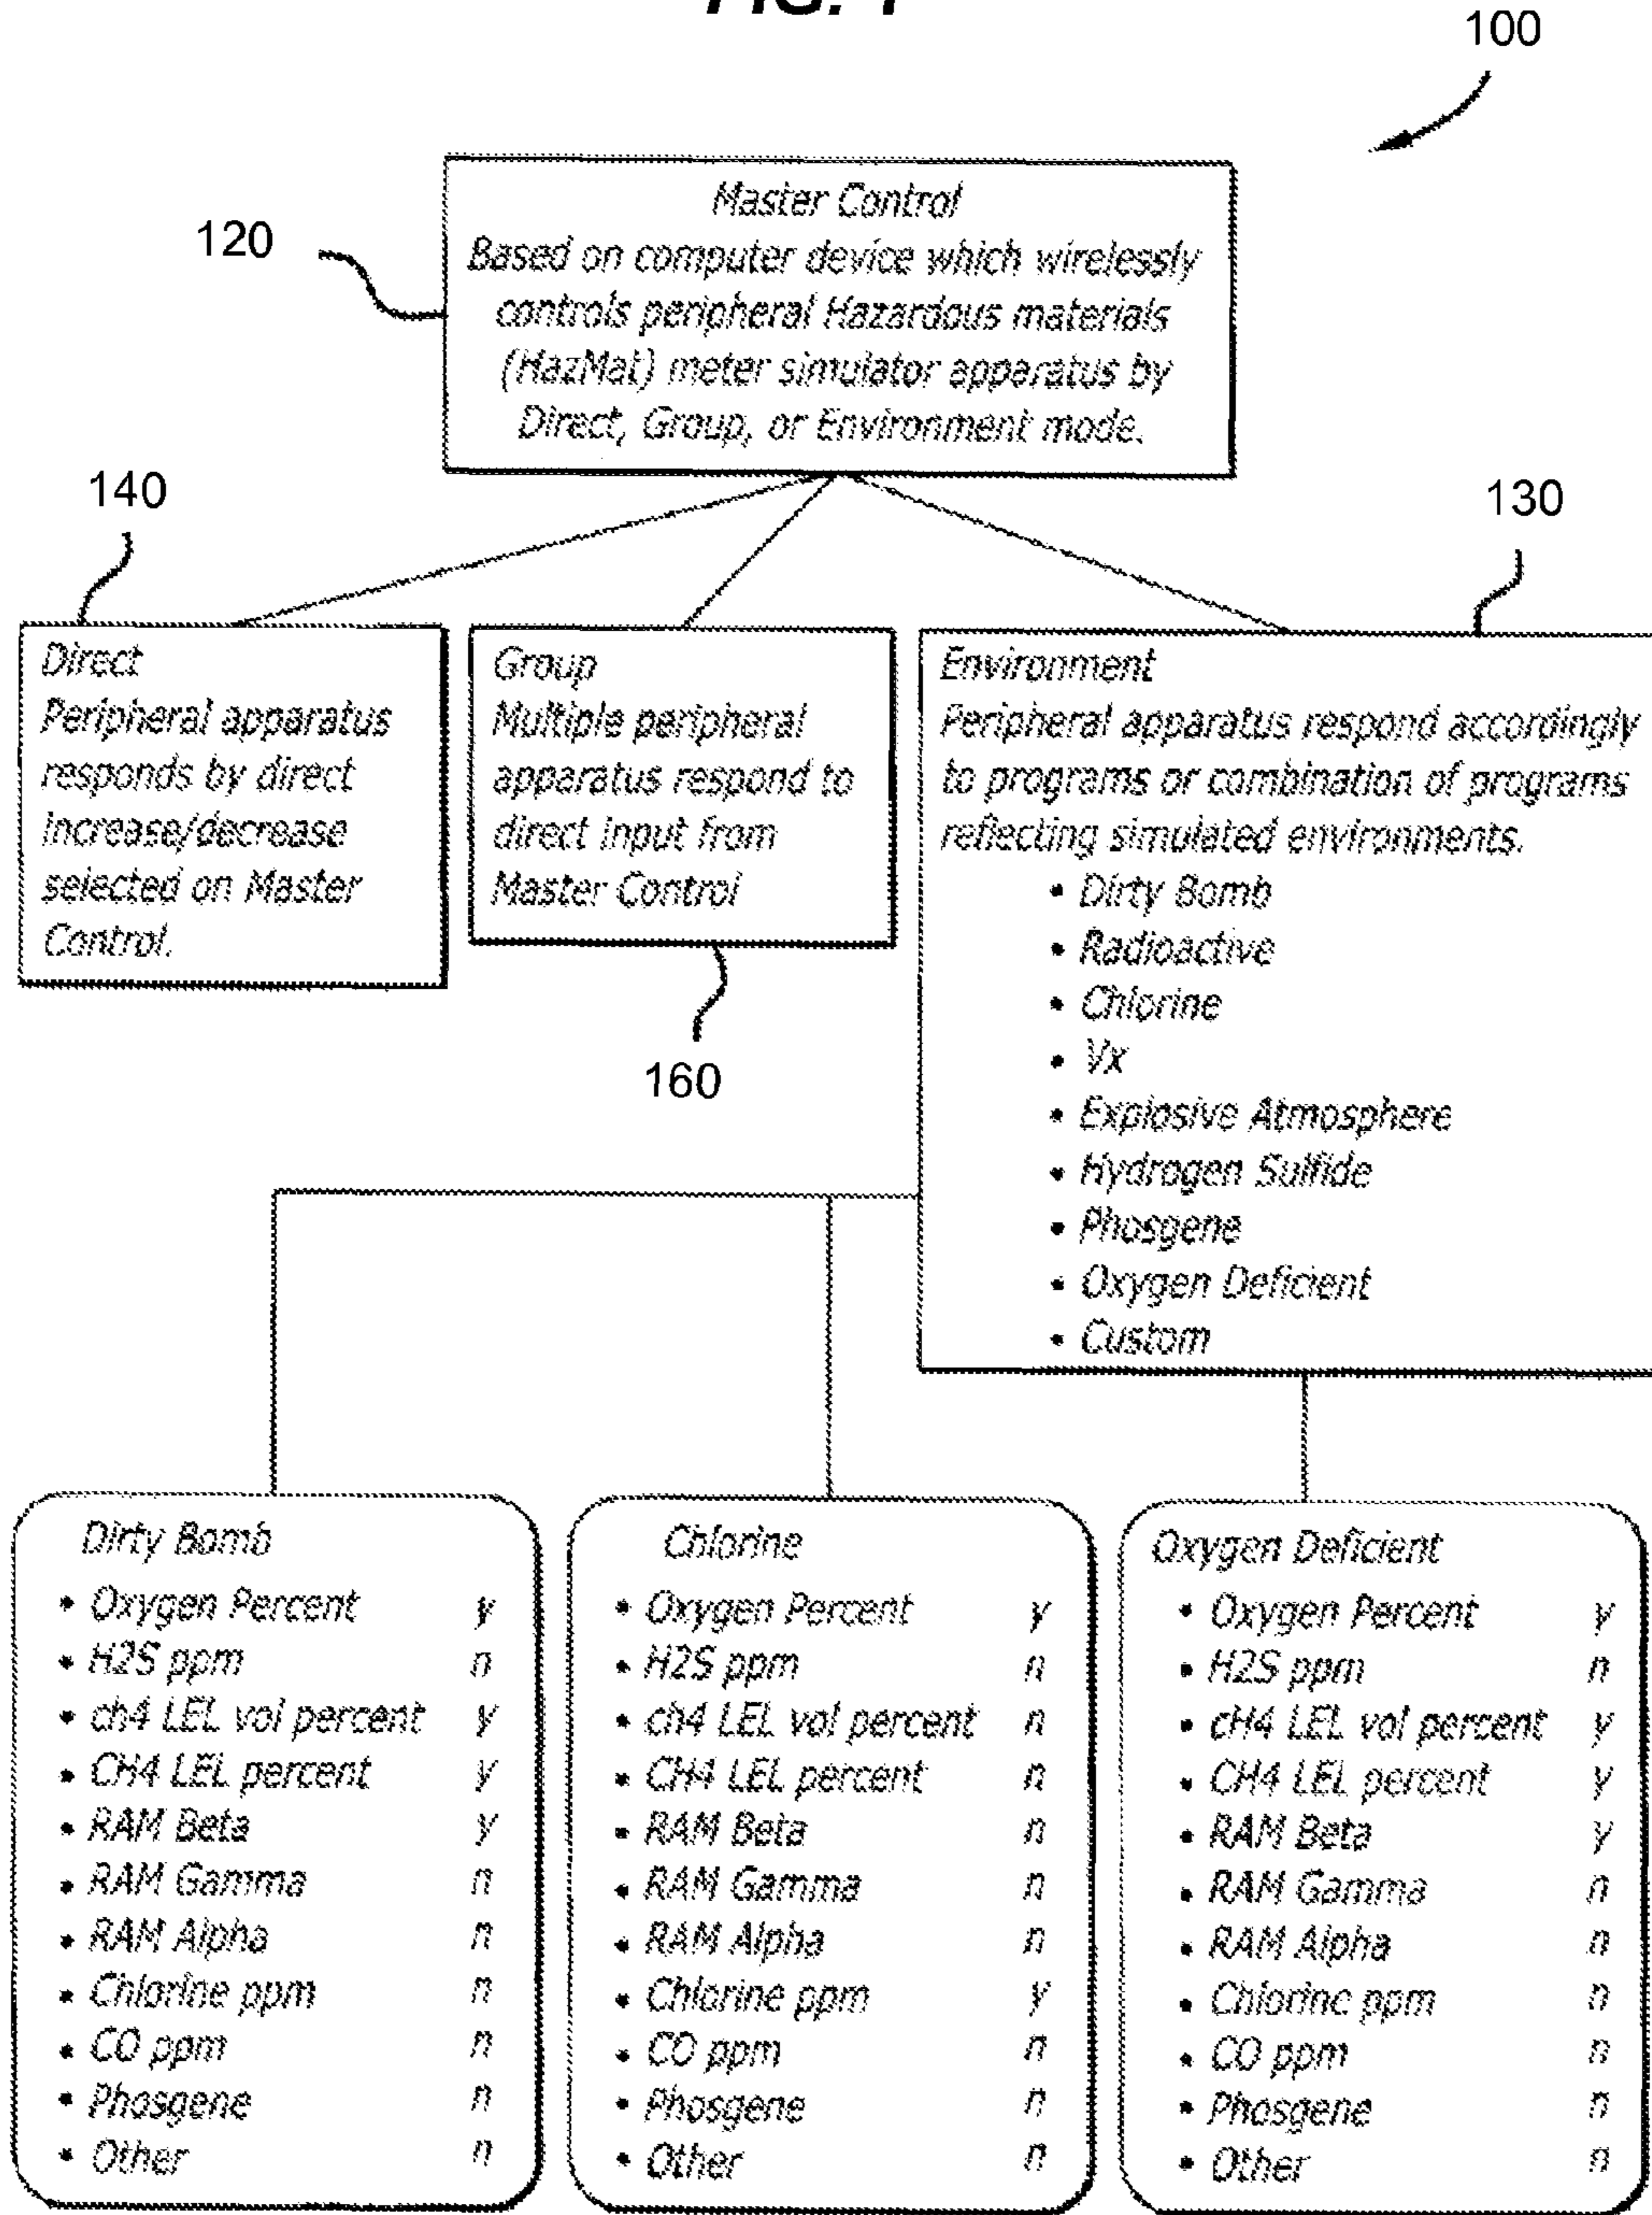 FIG. 1
100
120
Master Control
Based on computer device which wirelessly
controls peripheral Hazardous materials
(HazMat) meter simulator apparatus by
Direct, Group, or Environment mode.
140
130
Direct
Peripheral apparatus
responds by direct
increase/decrease
selected on Master
Control.
Group
Multiple peripheral
apparatus respond to
direct input from
Master Control
160
Environment
Peripheral apparatus respond accordingly
to programs or combination of programs
reflecting simulated environments.
• Dirty Bomb
• Radioactive
• Chlorine
• Vx
• Explosive Atmosphere
• Hydrogen Sulfide
• Phosgene
• Oxygen Deficient
• Custom
Dirty Bomb
• Oxygen Percent y
• H2S ppm n
• ch4 LEL vol percent y
• CH4 LEL percent y
• RAM Beta y
• RAM Gamma n
• RAM Alpha n
• Chlorine ppm n
• CO ppm n
• Phosgene n
• Other n
Chlorine
• Oxygen Percent y
• H2S ppm n
• ch4 LEL vol percent n
• CH4 LEL percent n
• RAM Beta n
• RAM Gamma n
• RAM Alpha n
• Chlorine ppm y
• CO ppm n
• Phosgene n
• Other n
Oxygen Deficient
• Oxygen Percent y
• H2S ppm n
• cH4 LEL vol percent y
• CH4 LEL percent y
• RAM Beta y
• RAM Gamma n
• RAM Alpha n
• Chlorine ppm n
• CO ppm n
• Phosgene n
• Other n